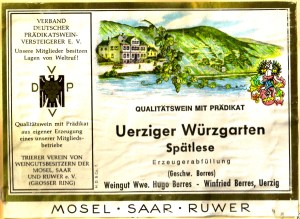 VERBAND
DEUTSCHER
PRÄDIKATSWEIN-
VERSTEIGERER E. V.
Unsere Mitglieder besitzen
Lagen von Weltruf!
V
D P
Qualitätswein mit Prädikat
aus eigener Erzeugung
eines unserer Mitglieds-
betriebe
TRIERER VEREIN VON
WEINGUTSBESITZERN DER
MOSEL, SAAR
UND RUWER e. V.
(GROSSER RING)
QUALITÄTSWEIN MIT PRÄDIKAT
Uerziger Würzgarten
Spätlese
Erzeugerabfüllung
(Geschw. Berres)
Weingut Wwe. Hugo Berres - Winfried Berres, Uerzig
MOSEL · SAAR · RUWER